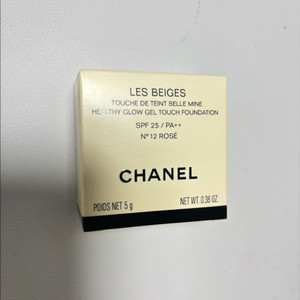 LES BEIGES
TOUCHE DE TEINT BELLE MINE
HEALTHY GLOW GEL TOUCH FOUNDATION
SPF 25 / PA++
N°12 ROSÉ
CHANEL
POIDS NET 5 g NET WT. 0.38 OZ.